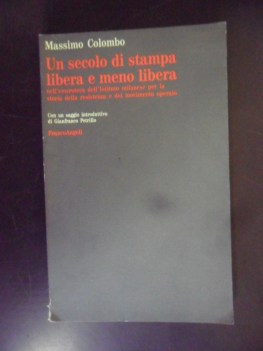 Massimo Colombo
Un secolo di stampa
libera e meno libera
nell'emeroteca dell'Istituto milanese per la
storia della resistenza e del movimento operaio
Con un saggio introduttivo
di Gianfranco Petrillo
FrancoAngeli